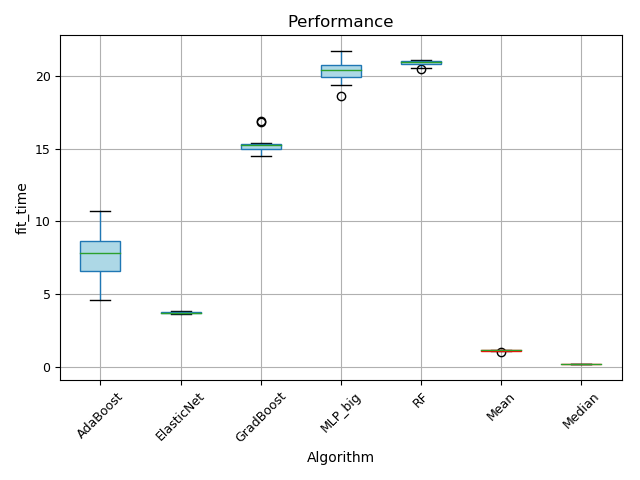 Performance
fit_time
20
15
10
5
0
AdaBoost
ElasticNet
GradBoost
MLP_big
RF
Mean
Median
Algorithm